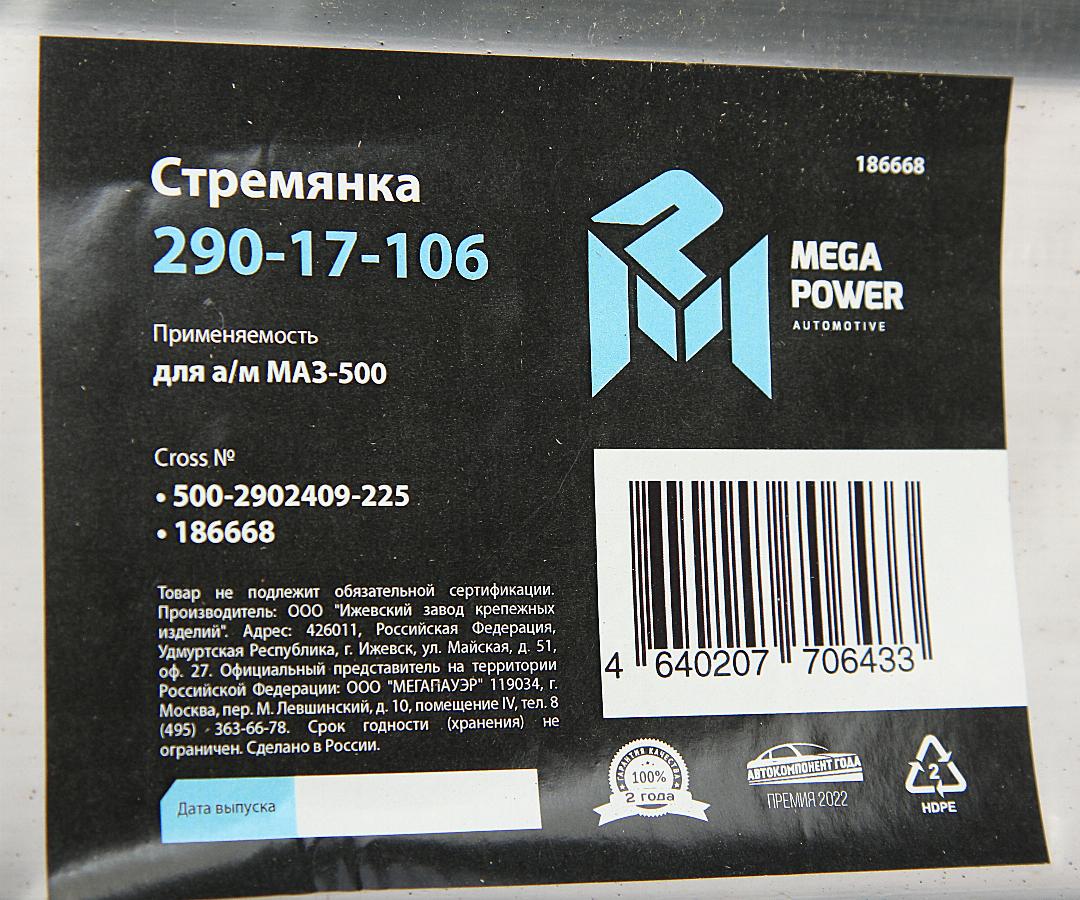 Стремянка
290-17-106
Применяемость
для а/м МАЗ-500
Cross №
• 500-2902409-225
• 186668
Товар не подлежит обязательной сертификации.
Производитель: ООО "Ижевский завод крепежных
изделий". Адрес: 426011, Российская Федерация,
Удмуртская Республика, г. Ижевск, ул. Майская, д. 51,
оф. 27. Официальный представитель на территории
Российской Федерации: ООО "МЕГАПАУЭР" 119034, г.
Москва, пер. М. Левшинский, д. 10, помещение IV, тел. 8
(495) 363-66-78. Срок годности (хранения) не
ограничен. Сделано в России.
Дата выпуска
186668
MEGA
POWER
AUTOMOTIVE
4 640207 706433
ГАРАНТИЯ КАЧЕСТВА
100%
2 года
АВТОКОМПОНЕНТ ГОДА
ПРЕМИЯ 2022
2
HDPE